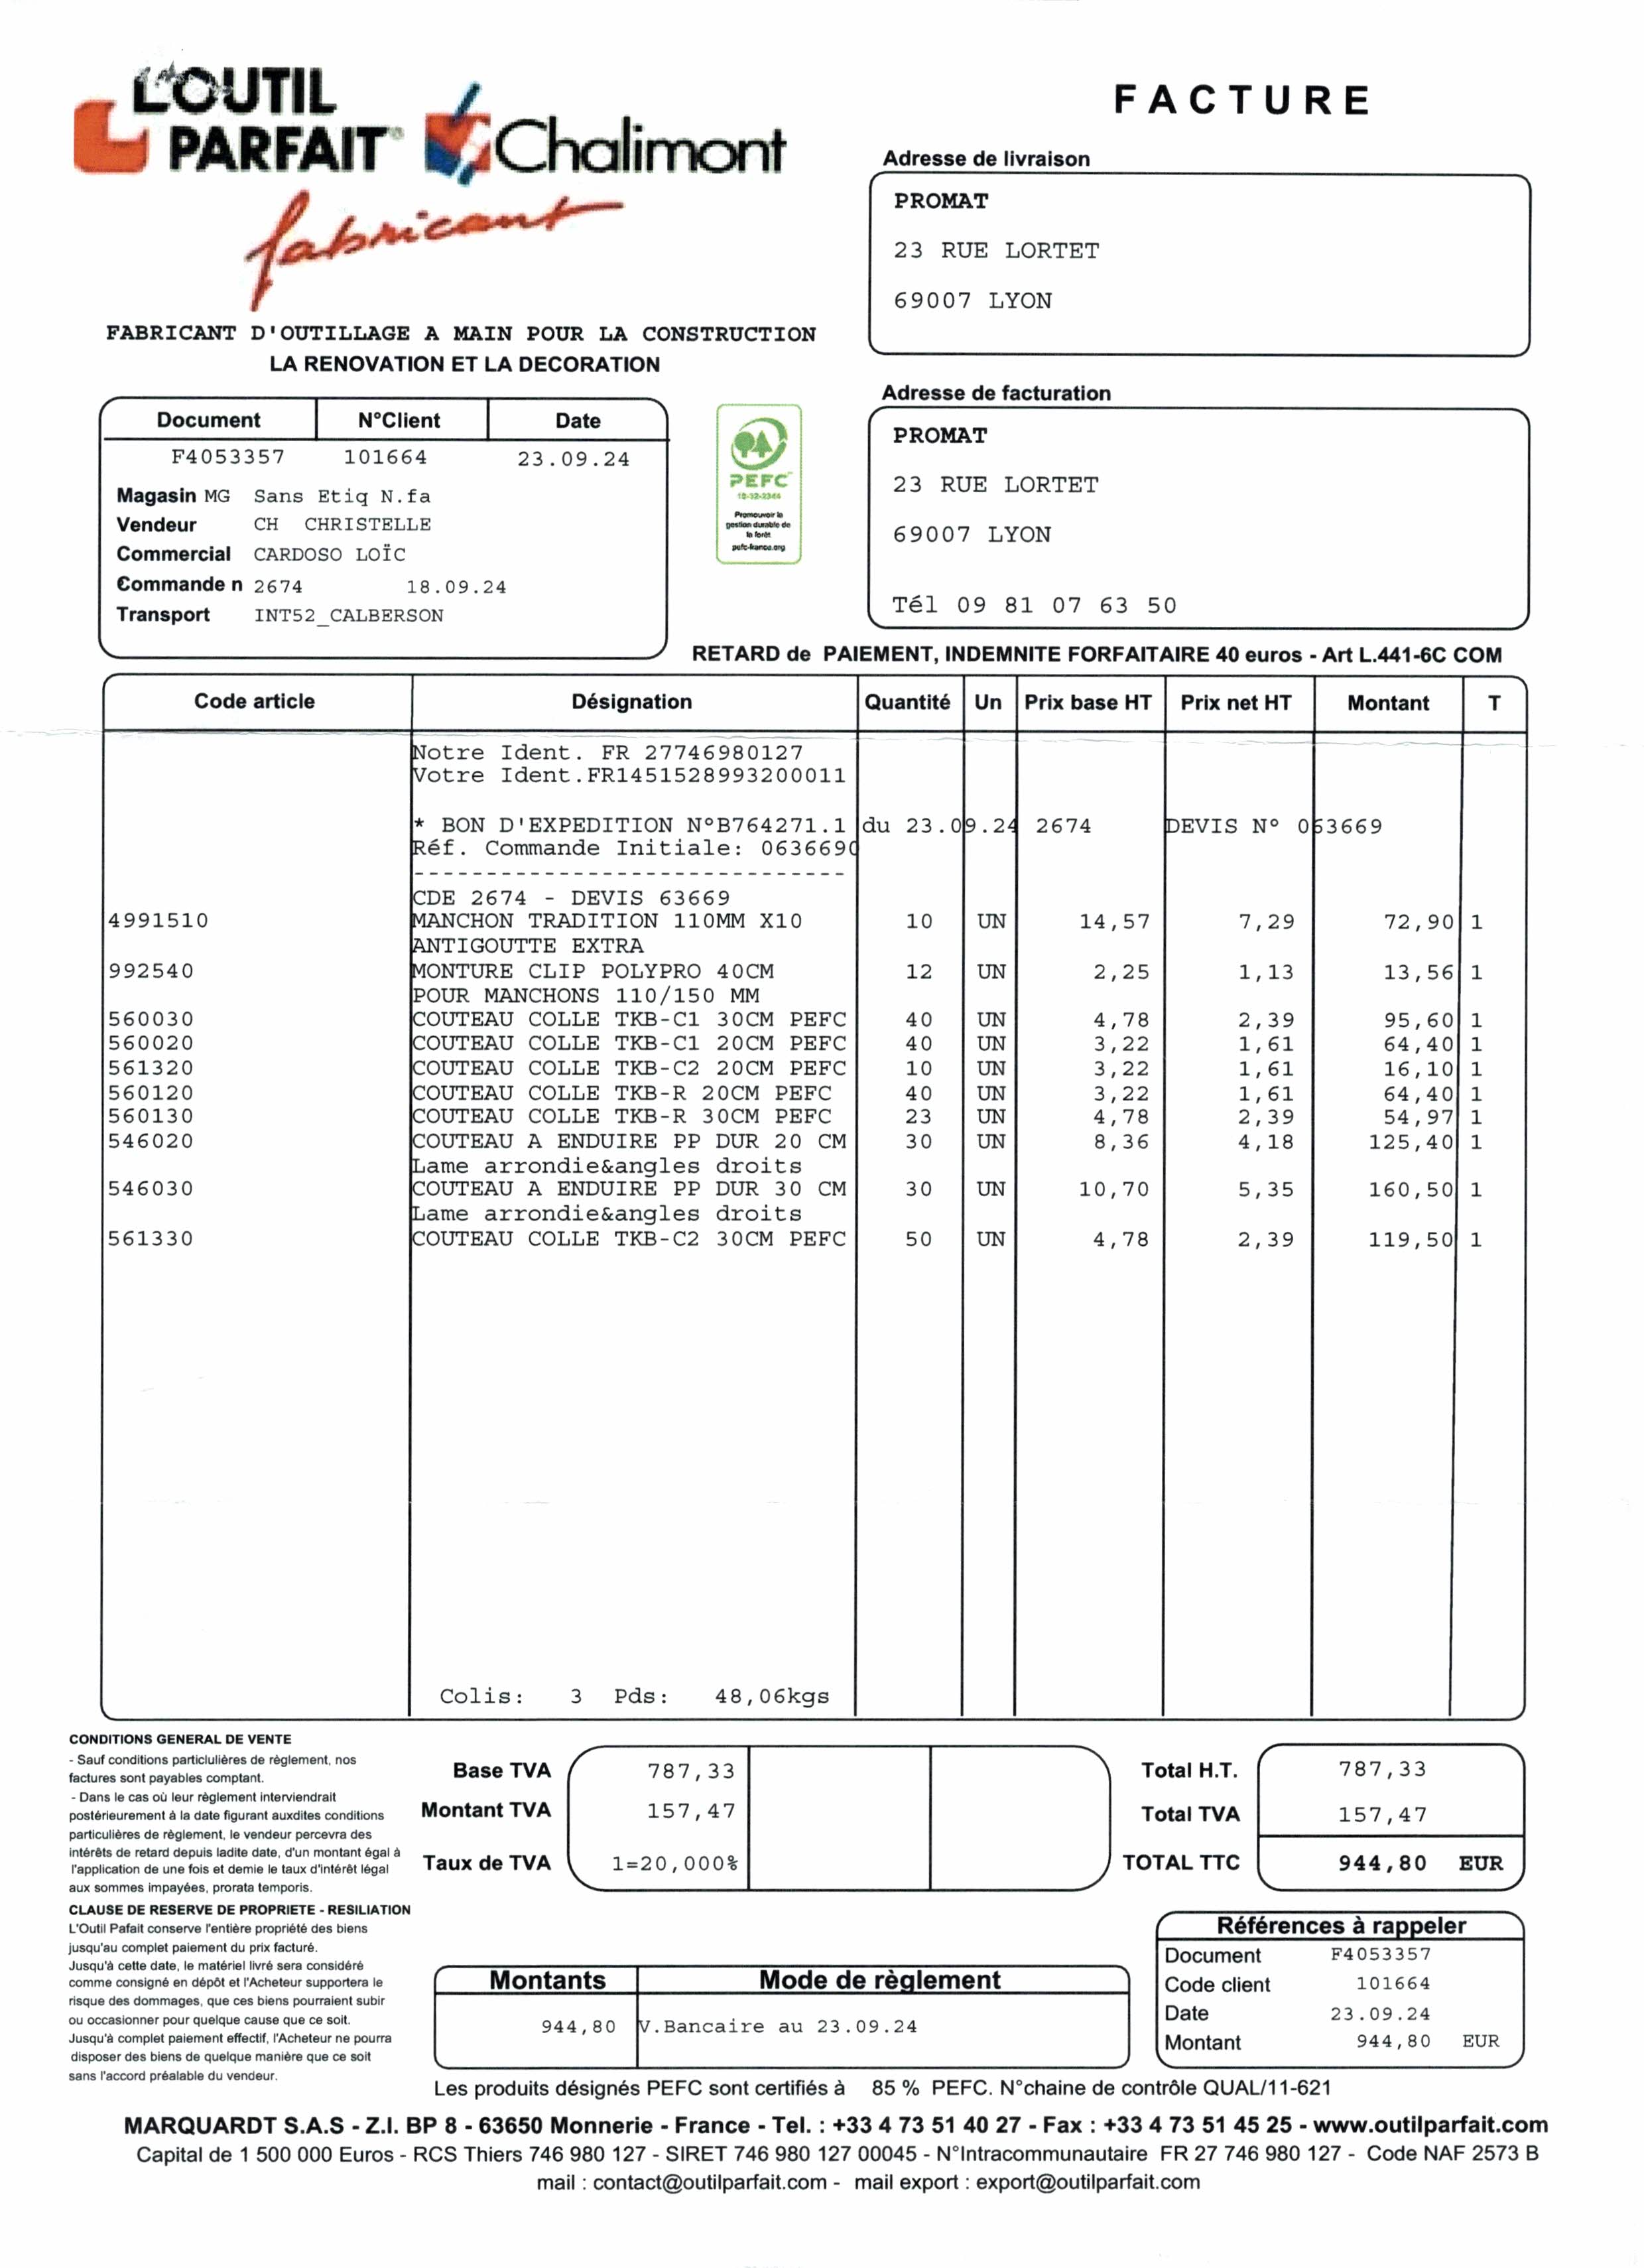 L'OUTIL
PARFAIT®
Chalimont
fabricant
FABRICANT D'OUTILLAGE A MAIN POUR LA CONSTRUCTION
LA RENOVATION ET LA DECORATION
FACTURE
Adresse de livraison
PROMAT
23 RUE LORTET
69007 LYON
Adresse de facturation
PROMAT
23 RUE LORTET
69007 LYON
Tél 09 81 07 63 50
Document N°Client Date
F4053357 101664 23.09.24
Magasin MG Sans Etiq N.fa
Vendeur CH CHRISTELLE
Commercial CARDOSO LOÏC
Commande n 2674 18.09.24
Transport INT52_CALBERSON
PEFC
Promouvoir la
gestion durable de
la forêt
pefc-france.org
RETARD de PAIEMENT, INDEMNITE FORFAITAIRE 40 euros - Art L.441-6C COM
Code article Désignation Quantité Un Prix base HT Prix net HT Montant T
Notre Ident. FR 27746980127
Votre Ident.FR1451528993200011
* BON D'EXPEDITION N°B764271.1 du 23.09.24 2674 DEVIS N° 063669
Réf. Commande Initiale: 0636690
------------------------------
CDE 2674 - DEVIS 63669
4991510 MANCHON TRADITION 110MM X10 10 UN 14,57 7,29 72,90 1
ANTIGOUTTE EXTRA
992540 MONTURE CLIP POLYPRO 40CM 12 UN 2,25 1,13 13,56 1
POUR MANCHONS 110/150 MM
560030 COUTEAU COLLE TKB-C1 30CM PEFC 40 UN 4,78 2,39 95,60 1
560020 COUTEAU COLLE TKB-C1 20CM PEFC 40 UN 3,22 1,61 64,40 1
561320 COUTEAU COLLE TKB-C2 20CM PEFC 10 UN 3,22 1,61 16,10 1
560120 COUTEAU COLLE TKB-R 20CM PEFC 40 UN 3,22 1,61 64,40 1
560130 COUTEAU COLLE TKB-R 30CM PEFC 23 UN 4,78 2,39 54,97 1
546020 COUTEAU A ENDUIRE PP DUR 20 CM 30 UN 8,36 4,18 125,40 1
Lame arrondie&angles droits
546030 COUTEAU A ENDUIRE PP DUR 30 CM 30 UN 10,70 5,35 160,50 1
Lame arrondie&angles droits
561330 COUTEAU COLLE TKB-C2 30CM PEFC 50 UN 4,78 2,39 119,50 1
Colis: 3 Pds: 48,06kgs
CONDITIONS GENERAL DE VENTE
- Sauf conditions particlulières de règlement, nos
factures sont payables comptant.
- Dans le cas où leur règlement interviendrait
postérieurement à la date figurant auxdites conditions
particulières de règlement, le vendeur percevra des
intérêts de retard depuis ladite date, d'un montant égal à
l'application de une fois et demie le taux d'intérêt légal
aux sommes impayées, prorata temporis.
CLAUSE DE RESERVE DE PROPRIETE - RESILIATION
L'Outil Pafait conserve l'entière propriété des biens
jusqu'au complet paiement du prix facturé.
Jusqu'à cette date, le matériel livré sera considéré
comme consigné en dépôt et l'Acheteur supportera le
risque des dommages, que ces biens pourraient subir
ou occasionner pour quelque cause que ce soit.
Jusqu'à complet paiement effectif, l'Acheteur ne pourra
disposer des biens de quelque manière que ce soit
sans l'accord préalable du vendeur.
Base TVA 787,33
Montant TVA 157,47
Taux de TVA 1=20,000%
Total H.T. 787,33
Total TVA 157,47
TOTAL TTC 944,80 EUR
Montants Mode de règlement
944,80 V.Bancaire au 23.09.24
Références à rappeler
Document F4053357
Code client 101664
Date 23.09.24
Montant 944,80 EUR
Les produits désignés PEFC sont certifiés à 85 % PEFC. N°chaine de contrôle QUAL/11-621
MARQUARDT S.A.S - Z.I. BP 8 - 63650 Monnerie - France - Tel. : +33 4 73 51 40 27 - Fax : +33 4 73 51 45 25 - www.outilparfait.com
Capital de 1 500 000 Euros - RCS Thiers 746 980 127 - SIRET 746 980 127 00045 - N°Intracommunautaire FR 27 746 980 127 - Code NAF 2573 B
mail : contact@outilparfait.com - mail export : export@outilparfait.com